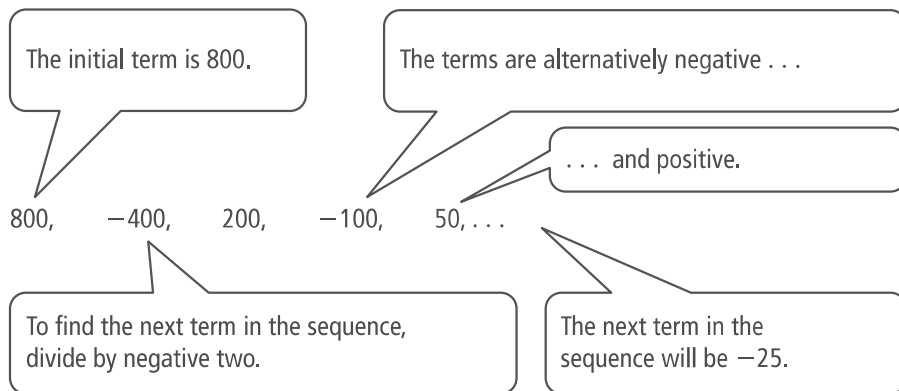 The initial term is 800.
The terms are alternatively negative . . .
. . . and positive.
800, −400, 200, −100, 50, . . .
To find the next term in the sequence,
divide by negative two.
The next term in the
sequence will be −25.